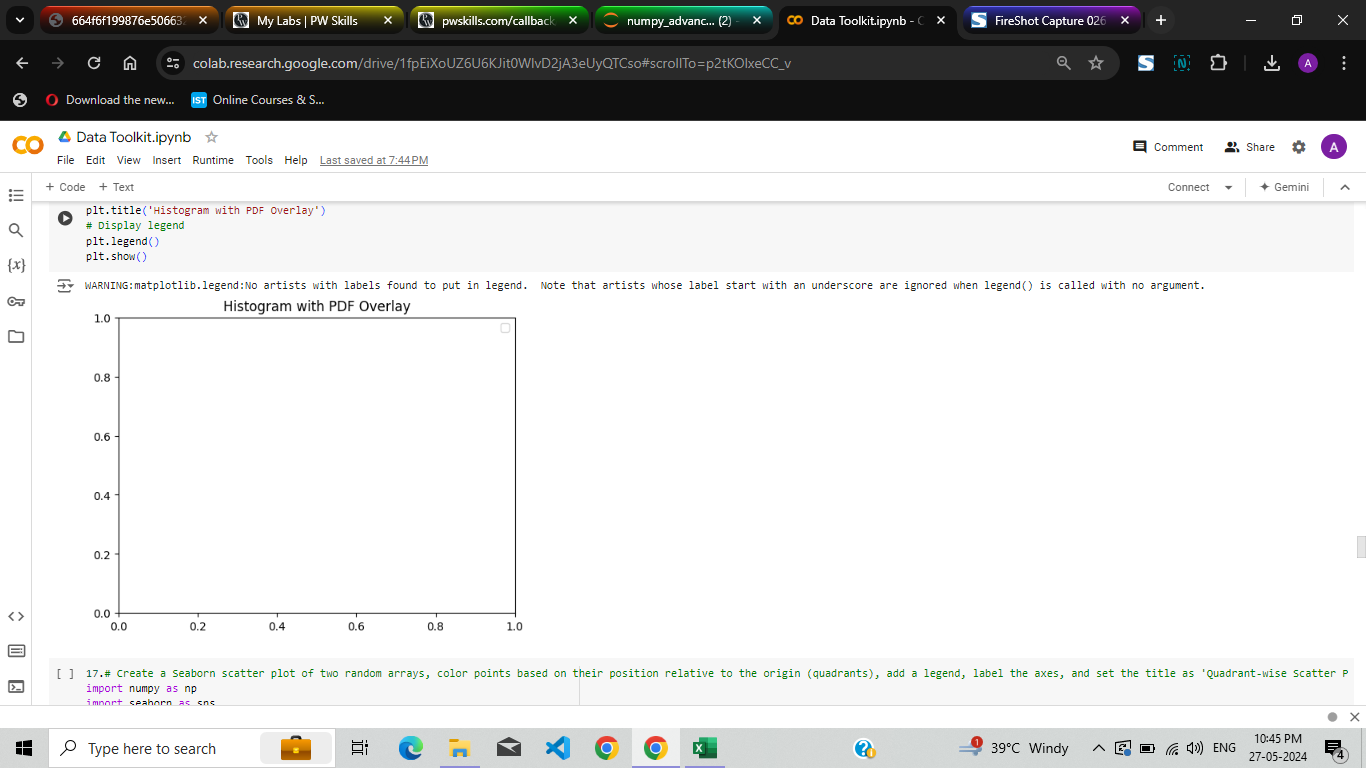 664f6f199876e50663
My Labs | PW Skills
pwskills.com/callback
numpy_advanc... (2) -
Data Toolkit.ipynb - C
FireShot Capture 026
colab.research.google.com/drive/1fpEiXoUZ6U6KJit0WlvD2jA3eUyQTCso#scrollTo=p2tKOlxeCC_v
A
Download the new...
IST
Online Courses & S...
Data Toolkit.ipynb
File Edit View Insert Runtime Tools Help Last saved at 7:44 PM
Comment
Share
A
+ Code + Text
Connect
Gemini
plt.title('Histogram with PDF Overlay')
# Display legend
plt.legend()
plt.show()
WARNING:matplotlib.legend:No artists with labels found to put in legend.  Note that artists whose label start with an underscore are ignored when legend() is called with no argument.
Histogram with PDF Overlay
1.0
0.8
0.6
0.4
0.2
0.0
0.0 0.2 0.4 0.6 0.8 1.0
[ ] 17.# Create a Seaborn scatter plot of two random arrays, color points based on their position relative to the origin (quadrants), add a legend, label the axes, and set the title as 'Quadrant-wise Scatter P
import numpy as np
import seaborn as sns
Type here to search
1
39°C Windy
ENG
10:45 PM
27-05-2024
4